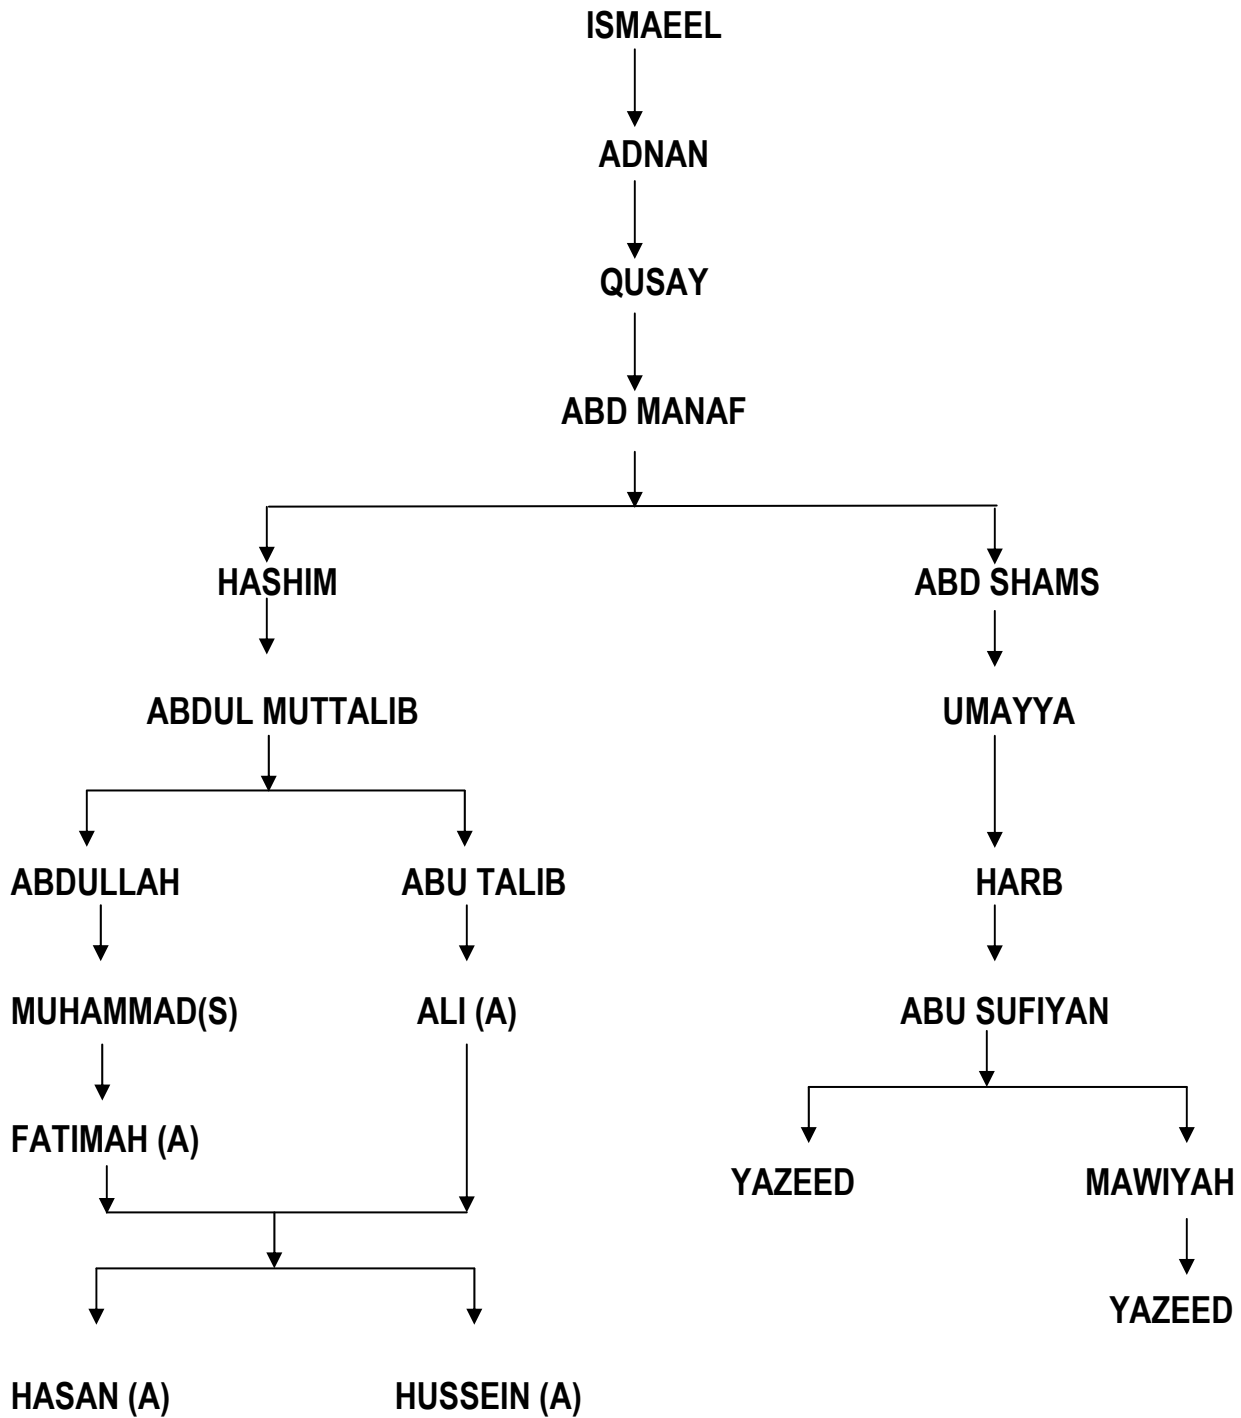 ISMAEEL
ADNAN
QUSAY
ABD MANAF
HASHIM
ABD SHAMS
ABDUL MUTTALIB
UMAYYA
ABDULLAH
ABU TALIB
HARB
MUHAMMAD(S)
ALI (A)
ABU SUFIYAN
FATIMAH (A)
YAZEED
MAWIYAH
YAZEED
HASAN (A)
HUSSEIN (A)